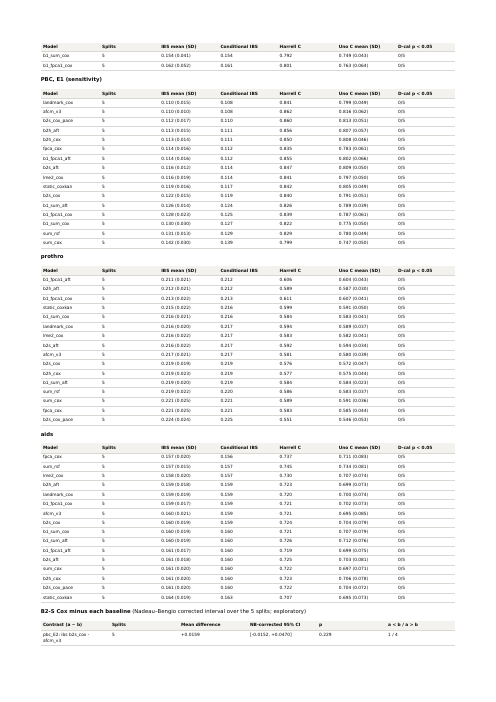 Model Splits IBS mean (SD) Conditional IBS Harrell C Uno C mean (SD) D-cal p < 0.05
b1_sum_cox 5 0.154 (0.041) 0.154 0.792 0.749 (0.043) 0/5
b1_fpca1_cox 5 0.162 (0.052) 0.161 0.801 0.763 (0.064) 0/5
PBC, E1 (sensitivity)
Model Splits IBS mean (SD) Conditional IBS Harrell C Uno C mean (SD) D-cal p < 0.05
landmark_cox 5 0.110 (0.015) 0.108 0.841 0.799 (0.049) 0/5
afcm_v3 5 0.110 (0.010) 0.108 0.862 0.816 (0.062) 0/5
b2s_cox_pace 5 0.112 (0.017) 0.110 0.860 0.813 (0.051) 0/5
b2h_aft 5 0.113 (0.015) 0.111 0.856 0.807 (0.057) 0/5
b2h_cox 5 0.113 (0.014) 0.111 0.850 0.808 (0.046) 0/5
fpca_cox 5 0.114 (0.016) 0.112 0.835 0.783 (0.061) 0/5
b1_fpca1_aft 5 0.114 (0.016) 0.112 0.855 0.802 (0.066) 0/5
b2s_aft 5 0.116 (0.012) 0.114 0.847 0.809 (0.050) 0/5
lme2_cox 5 0.116 (0.019) 0.114 0.841 0.797 (0.050) 0/5
static_coxkan 5 0.119 (0.016) 0.117 0.842 0.805 (0.049) 0/5
b2s_cox 5 0.122 (0.015) 0.119 0.840 0.791 (0.051) 0/5
b1_sum_aft 5 0.126 (0.014) 0.124 0.826 0.789 (0.039) 0/5
b1_fpca1_cox 5 0.128 (0.023) 0.125 0.839 0.787 (0.061) 0/5
b1_sum_cox 5 0.130 (0.030) 0.127 0.822 0.775 (0.050) 0/5
sum_rsf 5 0.131 (0.013) 0.129 0.829 0.780 (0.049) 0/5
sum_cox 5 0.142 (0.030) 0.139 0.799 0.747 (0.050) 0/5
prothro
Model Splits IBS mean (SD) Conditional IBS Harrell C Uno C mean (SD) D-cal p < 0.05
b1_fpca1_aft 5 0.211 (0.021) 0.212 0.606 0.604 (0.043) 0/5
b2h_aft 5 0.212 (0.021) 0.212 0.589 0.587 (0.030) 0/5
b1_fpca1_cox 5 0.212 (0.022) 0.213 0.611 0.607 (0.041) 0/5
static_coxkan 5 0.215 (0.022) 0.216 0.599 0.591 (0.050) 0/5
b1_sum_cox 5 0.216 (0.021) 0.216 0.584 0.583 (0.041) 0/5
landmark_cox 5 0.216 (0.020) 0.217 0.594 0.589 (0.037) 0/5
lme2_cox 5 0.216 (0.022) 0.217 0.583 0.582 (0.041) 0/5
b2s_aft 5 0.216 (0.022) 0.217 0.592 0.594 (0.034) 0/5
afcm_v3 5 0.217 (0.021) 0.217 0.581 0.580 (0.039) 0/5
b2s_cox 5 0.219 (0.019) 0.219 0.576 0.572 (0.047) 0/5
b2h_cox 5 0.219 (0.023) 0.219 0.577 0.575 (0.044) 0/5
b1_sum_aft 5 0.219 (0.020) 0.219 0.584 0.584 (0.023) 0/5
sum_rsf 5 0.219 (0.022) 0.220 0.586 0.583 (0.037) 0/5
sum_cox 5 0.221 (0.025) 0.221 0.589 0.591 (0.036) 0/5
fpca_cox 5 0.221 (0.025) 0.221 0.583 0.585 (0.044) 0/5
b2s_cox_pace 5 0.224 (0.024) 0.225 0.551 0.546 (0.053) 0/5
aids
Model Splits IBS mean (SD) Conditional IBS Harrell C Uno C mean (SD) D-cal p < 0.05
fpca_cox 5 0.157 (0.020) 0.156 0.737 0.711 (0.083) 0/5
sum_rsf 5 0.157 (0.015) 0.157 0.745 0.734 (0.081) 0/5
lme2_cox 5 0.158 (0.020) 0.157 0.730 0.707 (0.074) 0/5
b2h_aft 5 0.159 (0.018) 0.159 0.723 0.699 (0.073) 0/5
landmark_cox 5 0.159 (0.019) 0.159 0.720 0.700 (0.074) 0/5
b1_fpca1_cox 5 0.159 (0.017) 0.159 0.721 0.702 (0.073) 0/5
afcm_v3 5 0.160 (0.021) 0.159 0.721 0.695 (0.085) 0/5
b2s_cox 5 0.160 (0.019) 0.159 0.724 0.704 (0.079) 0/5
b1_sum_cox 5 0.160 (0.019) 0.160 0.721 0.707 (0.079) 0/5
b1_sum_aft 5 0.160 (0.019) 0.160 0.726 0.712 (0.076) 0/5
b1_fpca1_aft 5 0.161 (0.017) 0.160 0.719 0.699 (0.075) 0/5
b2s_aft 5 0.161 (0.018) 0.160 0.725 0.703 (0.081) 0/5
sum_cox 5 0.161 (0.020) 0.160 0.722 0.697 (0.071) 0/5
b2h_cox 5 0.161 (0.020) 0.160 0.723 0.706 (0.078) 0/5
b2s_cox_pace 5 0.161 (0.020) 0.160 0.722 0.704 (0.072) 0/5
static_coxkan 5 0.164 (0.019) 0.163 0.707 0.695 (0.073) 0/5
B2-S Cox minus each baseline (Nadeau–Bengio corrected interval over the 5 splits; exploratory)
Contrast (a − b) Splits Mean difference NB-corrected 95% CI p a < b / a > b
pbc_E2: ibs b2s_cox - 5 +0.0159 [-0.0152, +0.0470] 0.229 1 / 4
afcm_v3